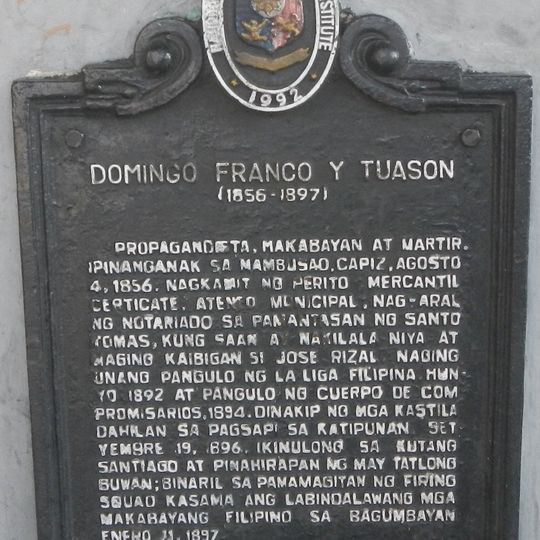 INSTITUTE
1992
DOMINGO FRANCO Y TUASON
(1856-1897)
PROPAGANDISTA, MAKABAYAN AT MARTIR.
IPINANGANAK SA MAMBUSAO, CAPIZ, AGOSTO
4, 1856. NAGKAMIT NG PERITO MERCANTIL
CERTICATE, ATENEO MUNICIPAL, NAG-ARAL
NG NOTARIADO SA PAMANTASAN NG SANTO
TOMAS, KUNG SAAN AY NAKILALA NIYA AT
NAGING KAIBIGAN SI JOSE RIZAL NAGING
UNANG PANGULO NG LA LIGA FILIPINA HUN-
YO 1892 AT PANGULO NG CUERPO DE COM
PROMISARIOS, 1894. DINAKIP NG MGA KASTILA
DAHILAN SA PAGSAPI SA KATIPUNAN SET-
YEMBRE 19, 1896. IKINULONG SA KUTANG
SANTIAGO AT PINAHIRAPAN NG MAY TATLONG
BUWAN; BINARIL SA PAMAMAGITAN NG FIRING
SQUAD KASAMA ANG LABINDALAWANG MGA
MAKABAYANG FILIPINO SA BAGUMBAYAN
ENERO 11, 1897